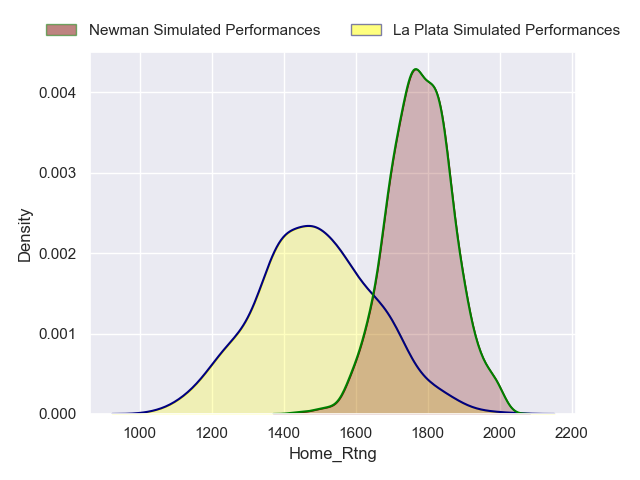 Newman Simulated Performances La Plata Simulated Performances
0.004
0.003
0.002
0.001
0.000
Density
1000 1200 1400 1600 1800 2000 2200
Home_Rtng